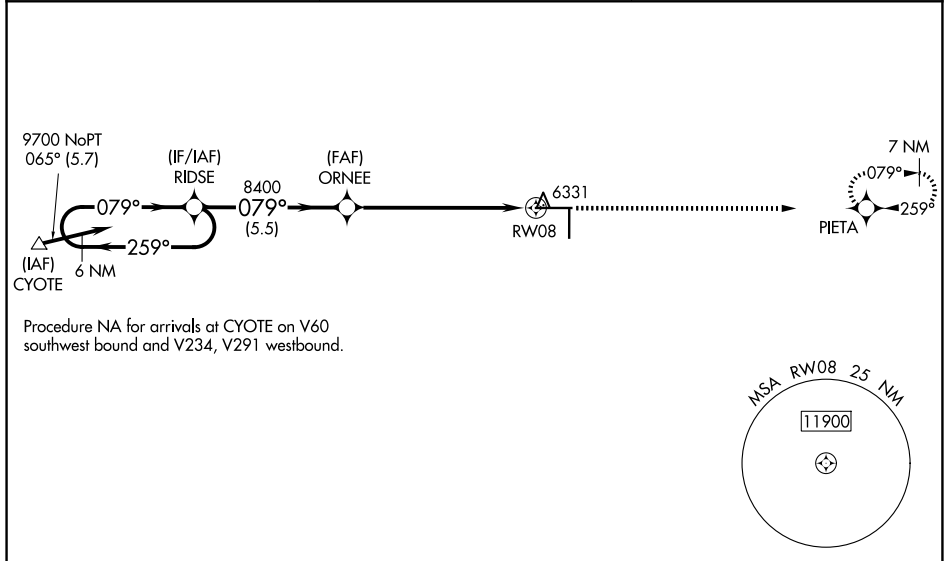 9700 NoPT
065° (5.7)
(IF/IAF)
RIDSE
(FAF)
ORNEE
7 NM
079°
8400
079°
(5.5)
6331
079°
259°
259°
RW08
PIETA
(IAF)
CYOTE
6 NM
Procedure NA for arrivals at CYOTE on V60
southwest bound and V234, V291 westbound.
MSA RW08 25 NM
11900